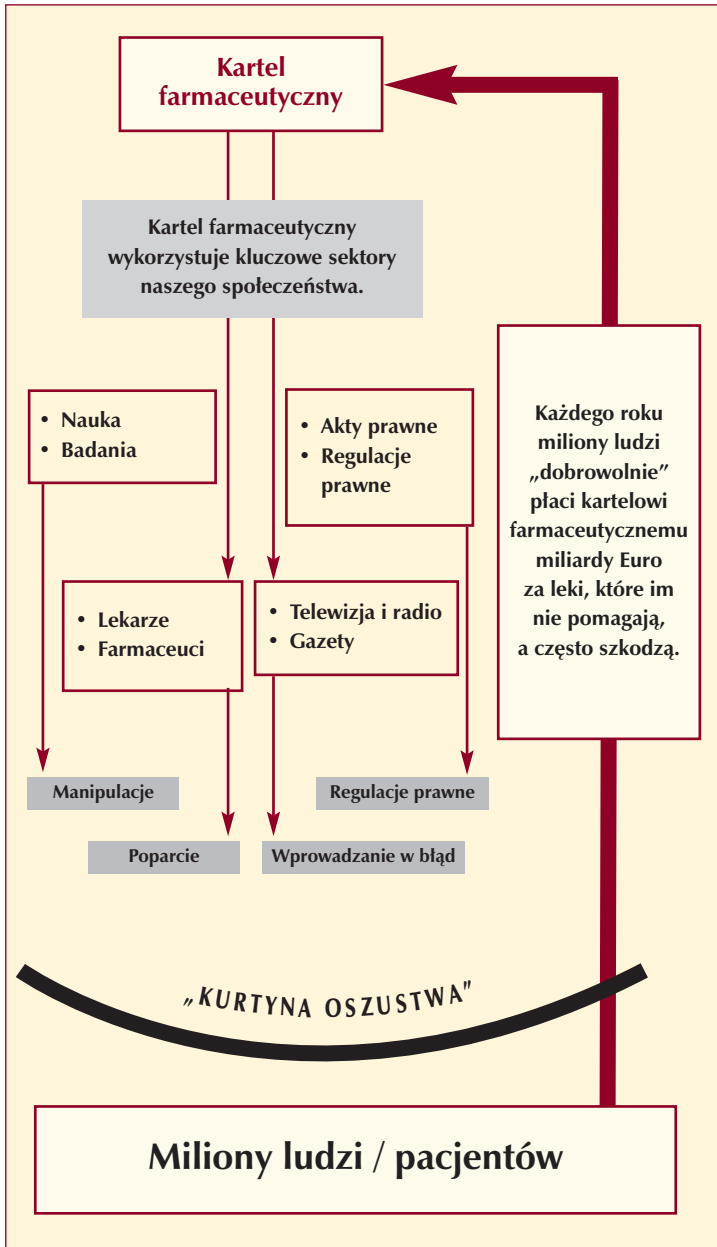 Kartel
farmaceutyczny
Kartel farmaceutyczny
wykorzystuje kluczowe sektory
naszego społeczeństwa.
• Nauka
• Badania
• Akty prawne
• Regulacje
prawne
• Lekarze
• Farmaceuci
• Telewizja i radio
• Gazety
Manipulacje
Regulacje prawne
Poparcie
Wprowadzanie w błąd
Każdego roku
miliony ludzi
„dobrowolnie”
płaci kartelowi
farmaceutycznemu
miliardy Euro
za leki, które im
nie pomagają,
a często szkodzą.
„KURTYNA OSZUSTWA”
Miliony ludzi / pacjentów